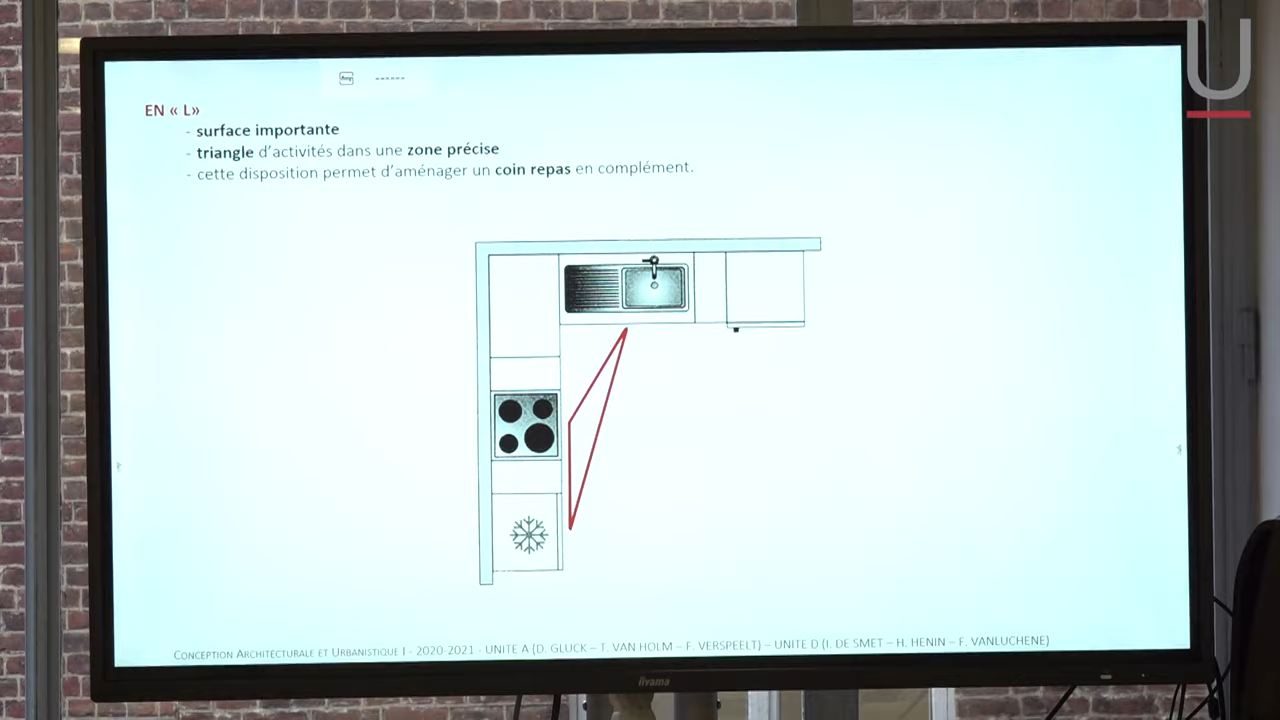 U
EN « L»
- surface importante
- triangle d'activités dans une zone précise
- cette disposition permet d'aménager un coin repas en complément.
CONCEPTION ARCHITECTURALE ET URBANISTIQUE I - 2020-2021 - UNITE A (D. GLUCK – T. VAN HOLM – F. VERSPEELT) – UNITE D (I. DE SMET – H. HENIN – F. VANLUCHENE)
iiyama